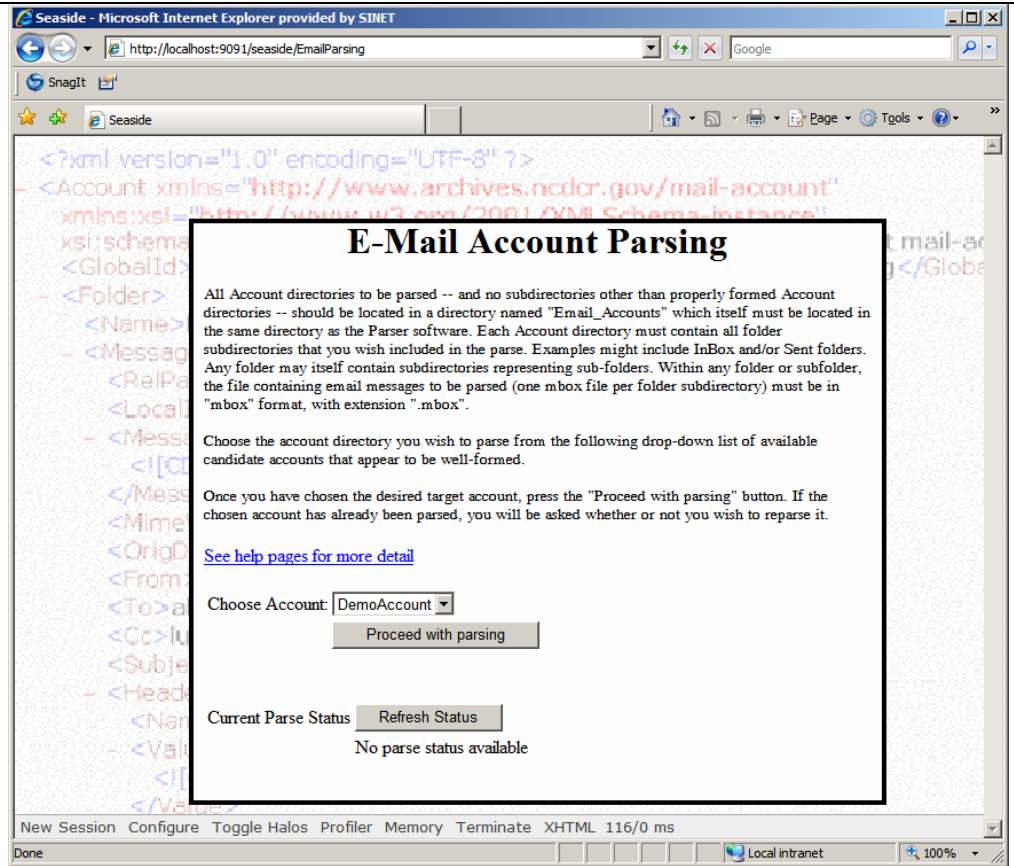 Seaside - Microsoft Internet Explorer provided by SINET
http://localhost:9091/seaside/EmailParsing
Google
SnagIt
Seaside
Page
Tools
»
<?xml version="1.0" encoding="UTF-8" ?>
– <Account xmlns="http://www.archives.ncdcr.gov/mail-account"
xmlns:xsi="http://www.w3.org/2001/XMLSchema-instance"
xsi:schema
t mail-ac
<GlobalId>
g</Globa
– <Folder>
<Name>
– <Messag
<RelPa
<LocalI
– <Messa
<![CD
</Mess
<Mime
<OrigD
<From>
<To>al
<Cc>lu
<Subje
– <Heade
<Nam
– <Valu
<![
</Value>
E-Mail Account Parsing
All Account directories to be parsed -- and no subdirectories other than properly formed Account
directories -- should be located in a directory named "Email_Accounts" which itself must be located in
the same directory as the Parser software. Each Account directory must contain all folder
subdirectories that you wish included in the parse. Examples might include InBox and/or Sent folders.
Any folder may itself contain subdirectories representing sub-folders. Within any folder or subfolder,
the file containing email messages to be parsed (one mbox file per folder subdirectory) must be in
"mbox" format, with extension ".mbox".
Choose the account directory you wish to parse from the following drop-down list of available
candidate accounts that appear to be well-formed.
Once you have chosen the desired target account, press the "Proceed with parsing" button. If the
chosen account has already been parsed, you will be asked whether or not you wish to reparse it.
See help pages for more detail
Choose Account: DemoAccount
Proceed with parsing
Current Parse Status Refresh Status
No parse status available
New Session Configure Toggle Halos Profiler Memory Terminate XHTML 116/0 ms
Done
Local intranet
100%